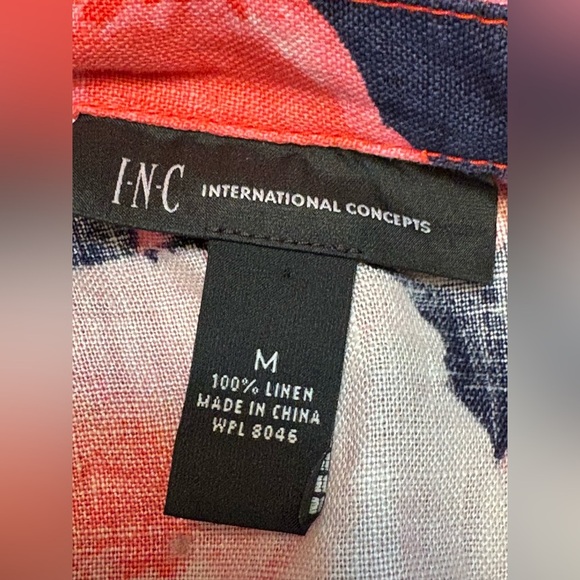 I-N-C INTERNATIONAL CONCEPTS
M
100% LINEN
MADE IN CHINA
WPL 8046